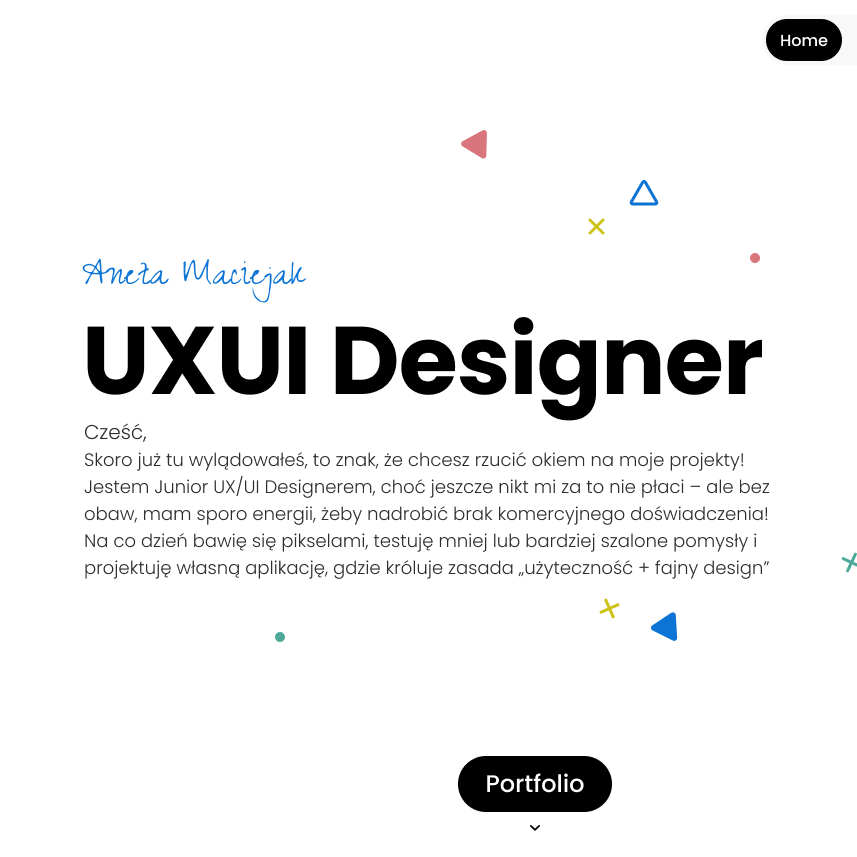 Home
Aneta Maciejak
UXUI Designer
Cześć,
Skoro już tu wylądowałeś, to znak, że chcesz rzucić okiem na moje projekty!
Jestem Junior UX/UI Designerem, choć jeszcze nikt mi za to nie płaci – ale bez
obaw, mam sporo energii, żeby nadrobić brak komercyjnego doświadczenia!
Na co dzień bawię się pikselami, testuję mniej lub bardziej szalone pomysły i
projektuję własną aplikację, gdzie króluje zasada „użyteczność + fajny design”
Portfolio